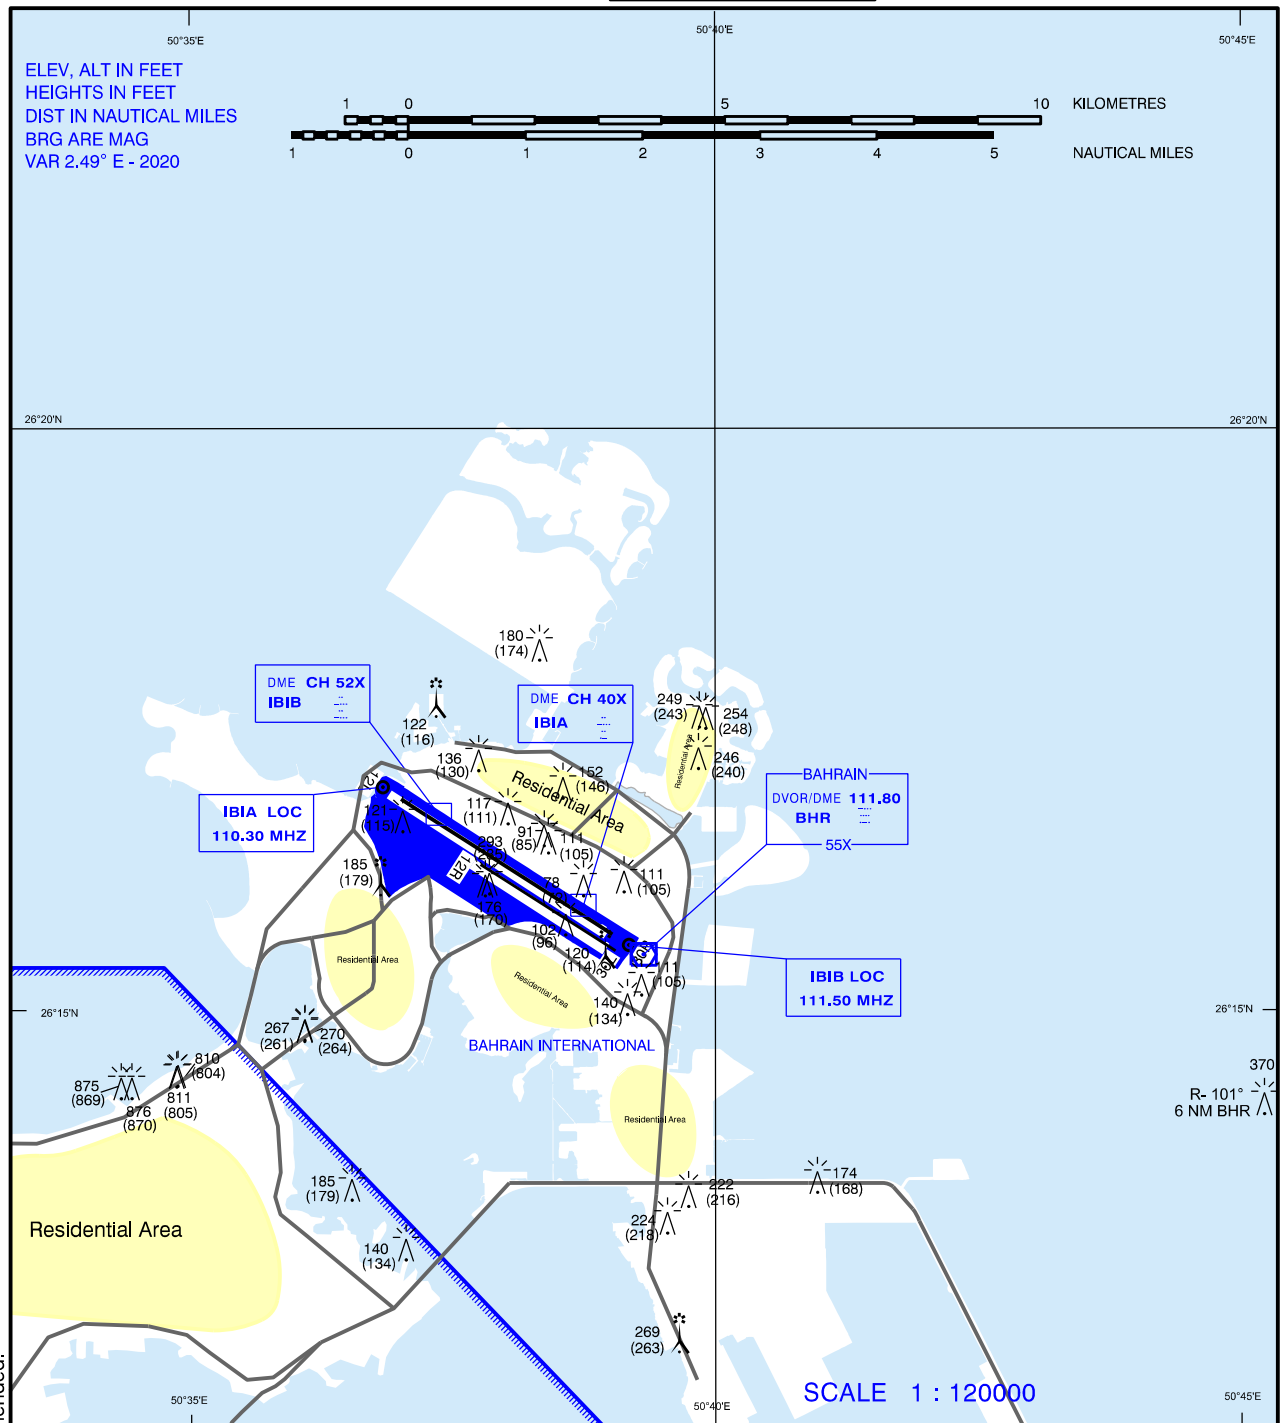 50°35'E
50°40'E
50°45'E
ELEV, ALT IN FEET
HEIGHTS IN FEET
DIST IN NAUTICAL MILES
BRG ARE MAG
VAR 2.49° E - 2020
1 0 5 10 KILOMETRES
1 0 1 2 3 4 5 NAUTICAL MILES
26°20'N
26°20'N
180
(174)
DME CH 52X
IBIB
122
(116)
DME CH 40X
IBIA
249
(243)
254
(248)
246
(240)
Residential Area
136
(130)
152
(146)
Residential Area
BAHRAIN
DVOR/DME 111.80
BHR
55X
IBIA LOC
110.30 MHZ
12L
121
(115)
117
(111)
91
(85)
111
(105)
293
12R
185
(179)
176
(170)
78
111
(105)
102
(96)
120
(114)
30L
111
(105)
140
(134)
IBIB LOC
111.50 MHZ
Residential Area
Residential Area
26°15'N
26°15'N
267
(261)
270
(264)
BAHRAIN INTERNATIONAL
810
(804)
811
(805)
875
(869)
876
(870)
370
R- 101°
6 NM BHR
Residential Area
185
(179)
222
(216)
174
(168)
224
(218)
Residential Area
140
(134)
269
(263)
SCALE 1 : 120000
50°35'E
50°40'E
50°45'E